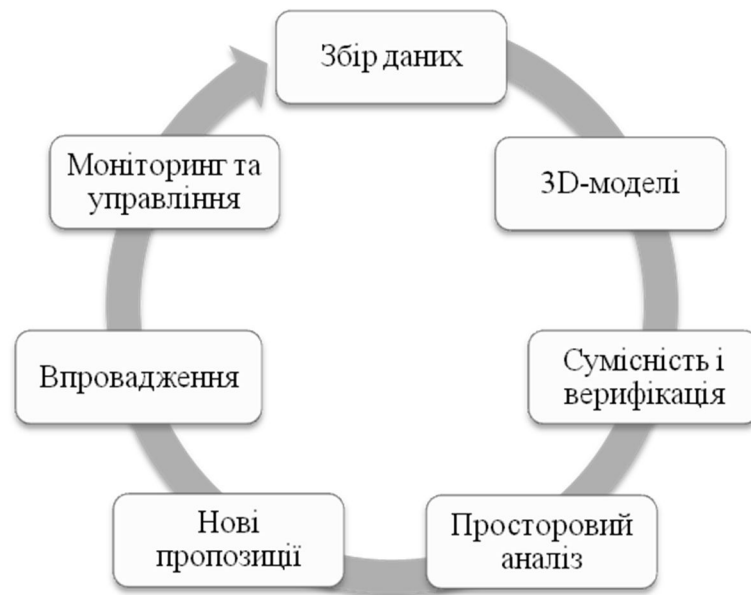 Збір даних
3D-моделі
Сумісність і
верифікація
Просторовий
аналіз
Нові
пропозиції
Впровадження
Моніторинг та
управління